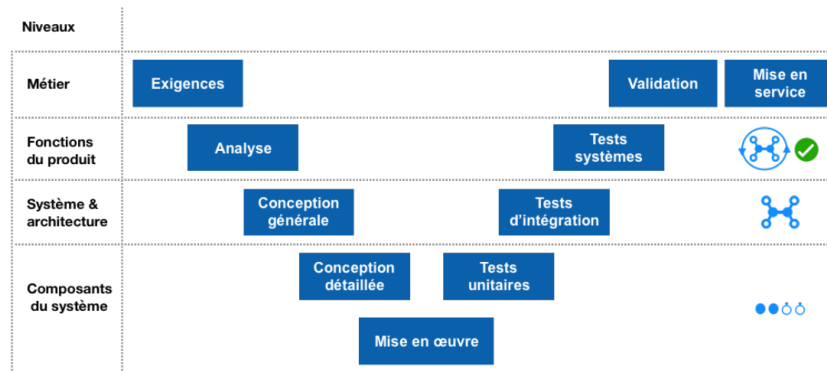 Niveaux
Métier
Exigences
Validation
Mise en
service
Fonctions
du produit
Analyse
Tests
systèmes
Système &
architecture
Conception
générale
Tests
d'intégration
Composants
du système
Conception
détaillée
Tests
unitaires
Mise en œuvre